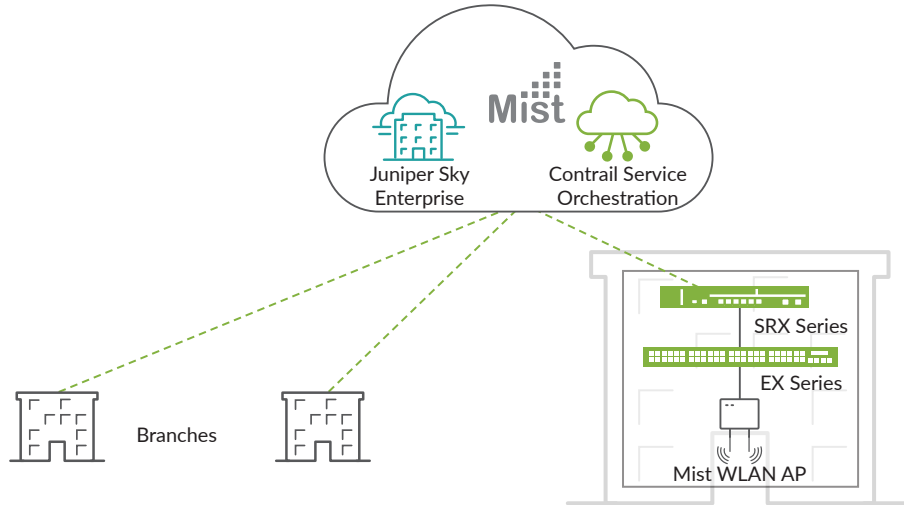 Mist
Juniper Sky
Enterprise
Contrail Service
Orchestration
SRX Series
EX Series
Branches
Mist WLAN AP